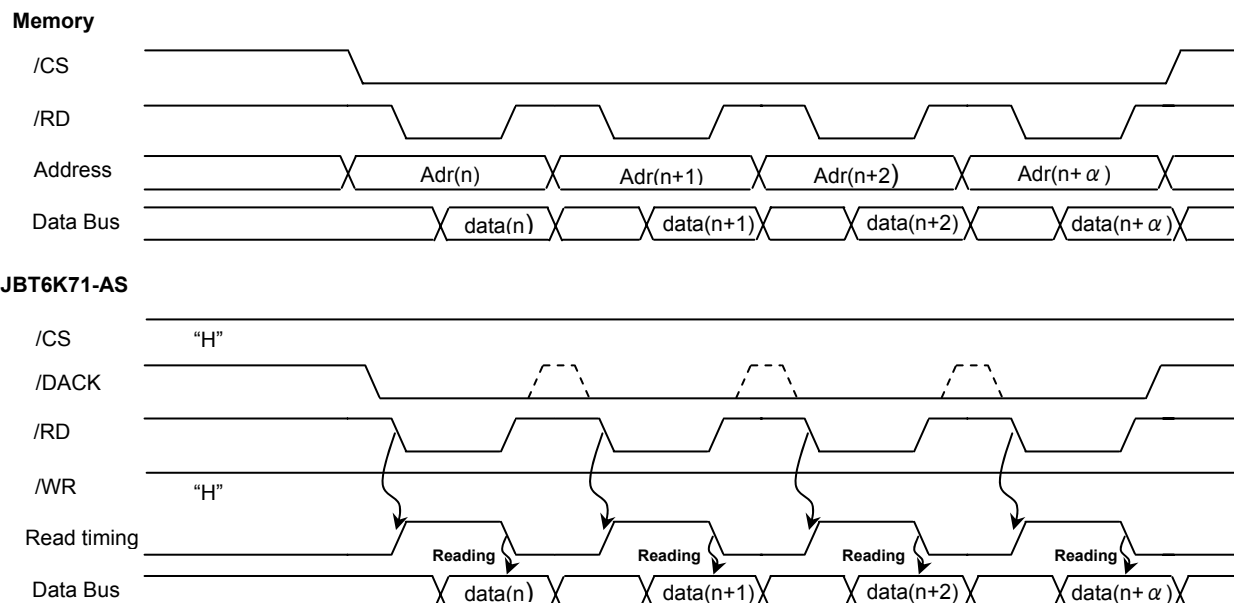 Memory
/CS
/RD
Address Adr(n) Adr(n+1) Adr(n+2) Adr(n+α)
Data Bus data(n) data(n+1) data(n+2) data(n+α)
JBT6K71-AS
/CS “H”
/DACK
/RD
/WR “H”
Read timing Reading Reading Reading Reading
Data Bus data(n) data(n+1) data(n+2) data(n+α)